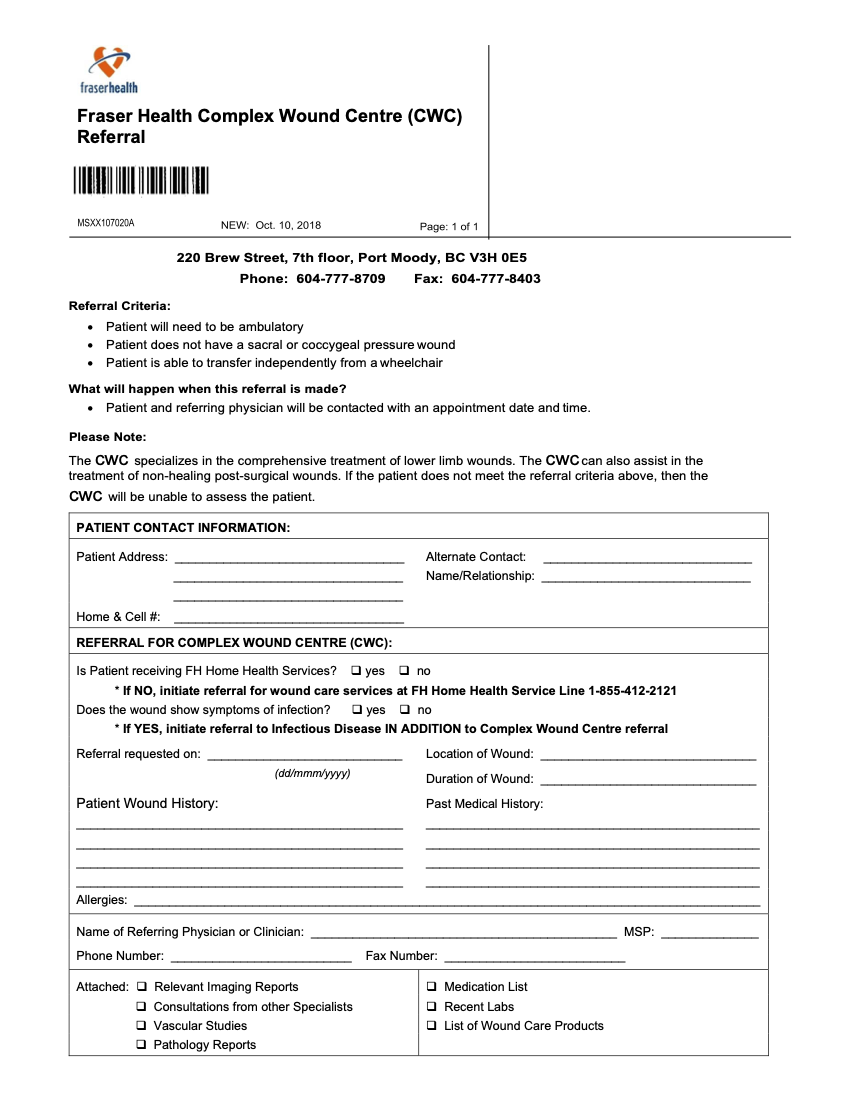 fraserhealth
Fraser Health Complex Wound Centre (CWC)
Referral
MSXX107020A NEW: Oct. 10, 2018 Page: 1 of 1
220 Brew Street, 7th floor, Port Moody, BC V3H 0E5
Phone: 604-777-8709 Fax: 604-777-8403
Referral Criteria:
• Patient will need to be ambulatory
• Patient does not have a sacral or coccygeal pressure wound
• Patient is able to transfer independently from a wheelchair
What will happen when this referral is made?
• Patient and referring physician will be contacted with an appointment date and time.
Please Note:
The CWC specializes in the comprehensive treatment of lower limb wounds. The CWC can also assist in the
treatment of non-healing post-surgical wounds. If the patient does not meet the referral criteria above, then the
CWC will be unable to assess the patient.
PATIENT CONTACT INFORMATION:
Patient Address: Alternate Contact:
Name/Relationship:
Home & Cell #:
REFERRAL FOR COMPLEX WOUND CENTRE (CWC):
Is Patient receiving FH Home Health Services? ❑ yes ❑ no
* If NO, initiate referral for wound care services at FH Home Health Service Line 1-855-412-2121
Does the wound show symptoms of infection? ❑ yes ❑ no
* If YES, initiate referral to Infectious Disease IN ADDITION to Complex Wound Centre referral
Referral requested on: Location of Wound:
(dd/mmm/yyyy)
Duration of Wound:
Patient Wound History: Past Medical History:
Allergies:
Name of Referring Physician or Clinician: MSP:
Phone Number: Fax Number:
Attached: ❑ Relevant Imaging Reports ❑ Medication List
❑ Consultations from other Specialists ❑ Recent Labs
❑ Vascular Studies ❑ List of Wound Care Products
❑ Pathology Reports